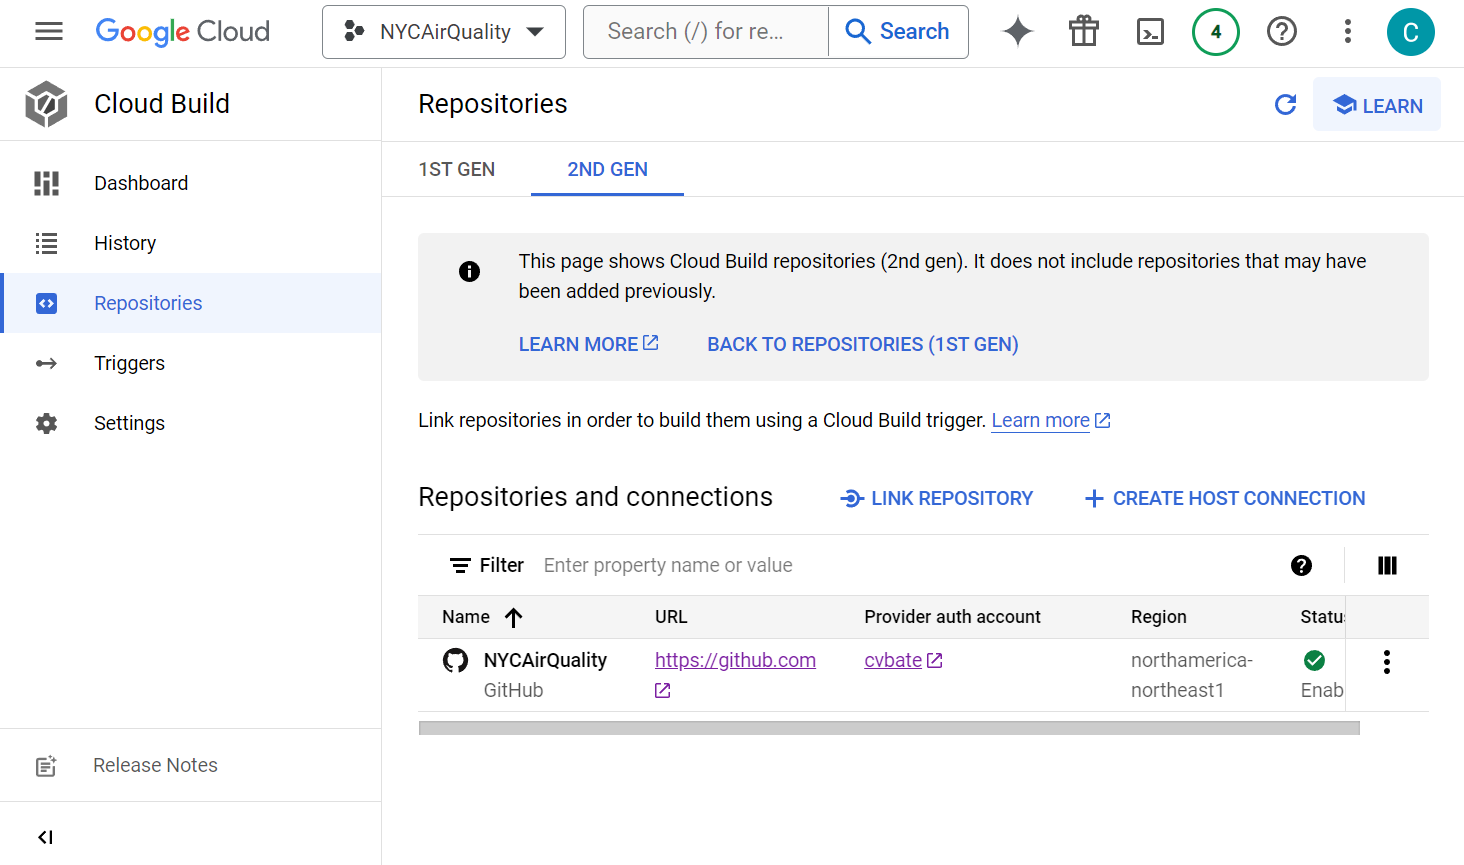 Google Cloud
NYCAirQuality
Search (/) for re...
Search
4
C
Cloud Build
Repositories
LEARN
1ST GEN
2ND GEN
Dashboard
History
Repositories
Triggers
Settings
This page shows Cloud Build repositories (2nd gen). It does not include repositories that may have
been added previously.
LEARN MORE
BACK TO REPOSITORIES (1ST GEN)
Link repositories in order to build them using a Cloud Build trigger. Learn more
Repositories and connections
LINK REPOSITORY
CREATE HOST CONNECTION
Filter Enter property name or value
Name URL Provider auth account Region Status
NYCAirQuality https://github.com cvbate northamerica-
GitHub northeast1 Enab
Release Notes